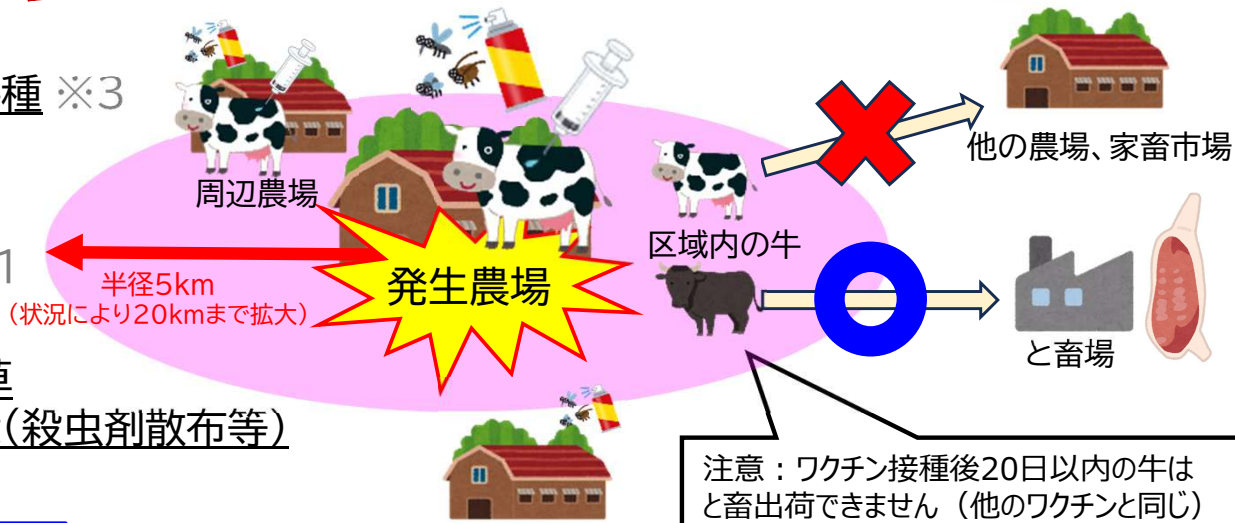 種 ※3
他の農場、家畜市場
周辺農場
区域内の牛
1
半径5km
(状況により20kmまで拡大)
発生農場
と畜場
(殺虫剤散布等)
注意：ワクチン接種後20日以内の牛は
と畜出荷できません（他のワクチンと同じ）